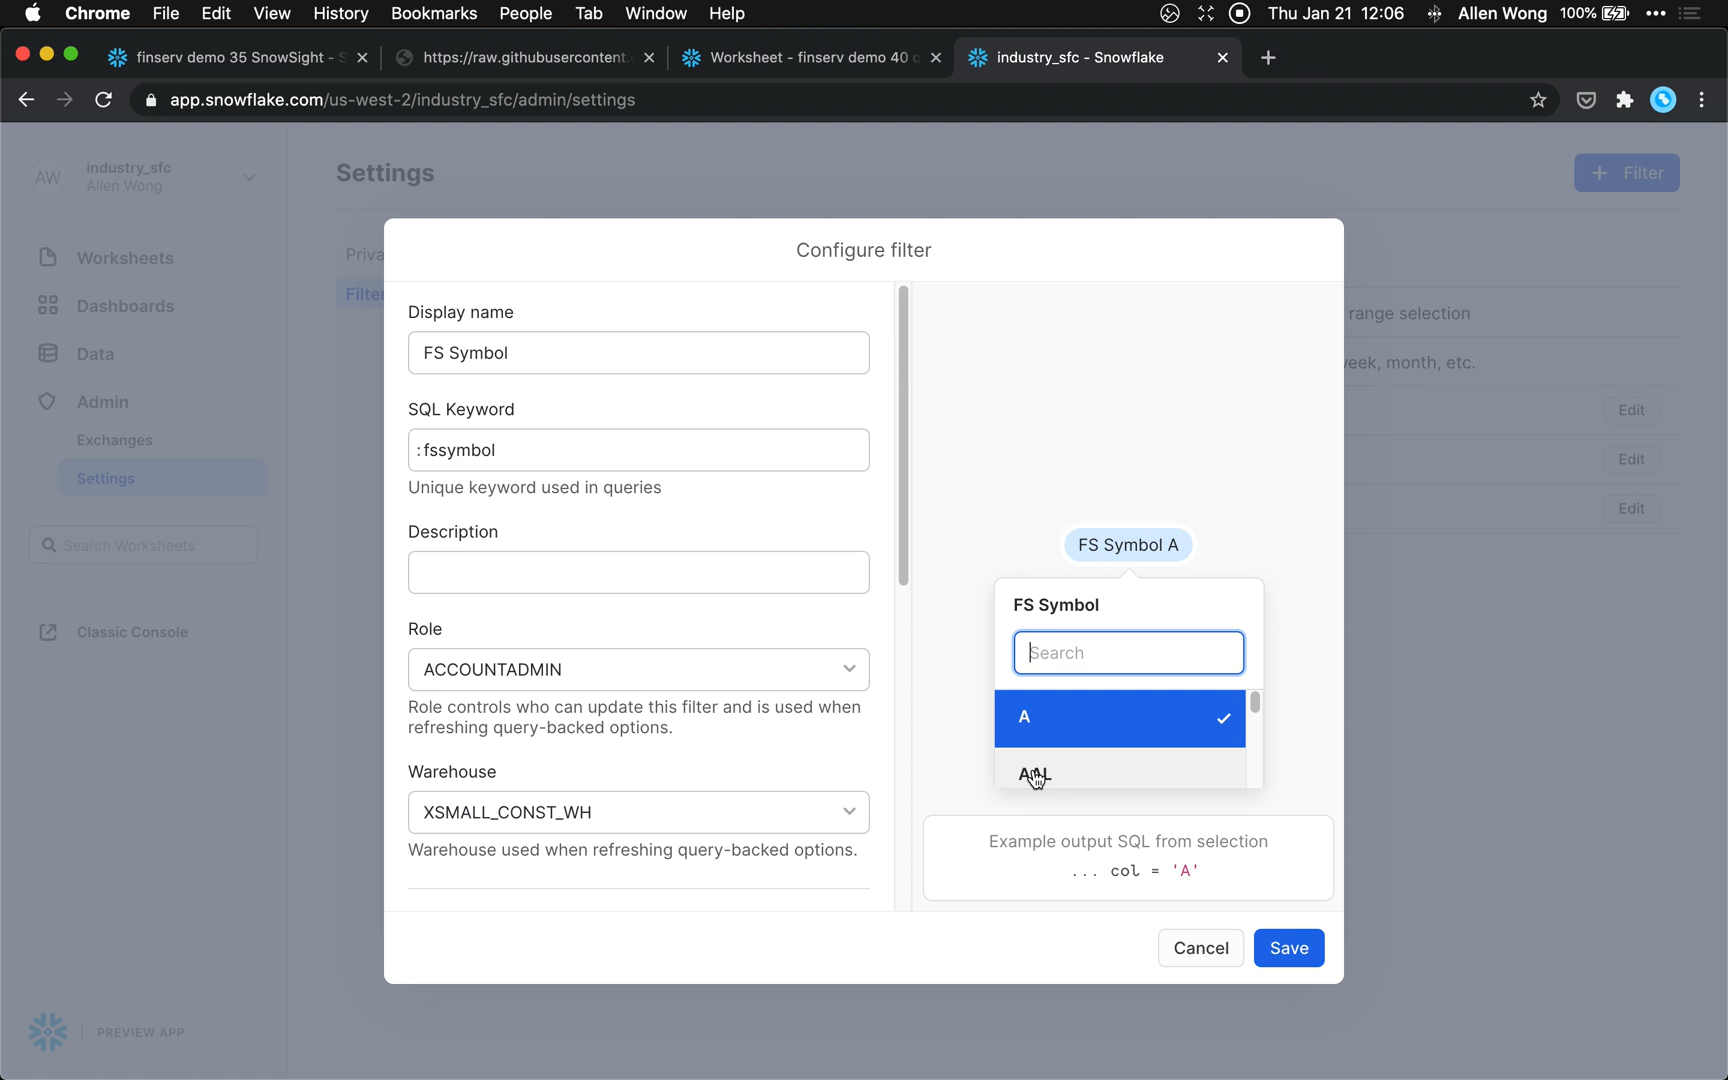 Chrome File Edit View History Bookmarks People Tab Window Help Thu Jan 21 12:06 Allen Wong 100%
finserv demo 35 SnowSight - S https://raw.githubusercontent. Worksheet - finserv demo 40 q industry_sfc - Snowflake
app.snowflake.com/us-west-2/industry_sfc/admin/settings
AW
industry_sfc
Allen Wong
Worksheets
Dashboards
Data
Admin
Exchanges
Settings
Search Worksheets
Classic Console
PREVIEW APP
Settings
+ Filter
Priva
Filter
range selection
week, month, etc.
Edit
Edit
Edit
Configure filter
Display name
FS Symbol
SQL Keyword
:fssymbol
Unique keyword used in queries
Description
Role
ACCOUNTADMIN
Role controls who can update this filter and is used when
refreshing query-backed options.
Warehouse
XSMALL_CONST_WH
Warehouse used when refreshing query-backed options.
FS Symbol A
FS Symbol
Search
A
AAL
Example output SQL from selection
... col = 'A'
Cancel
Save